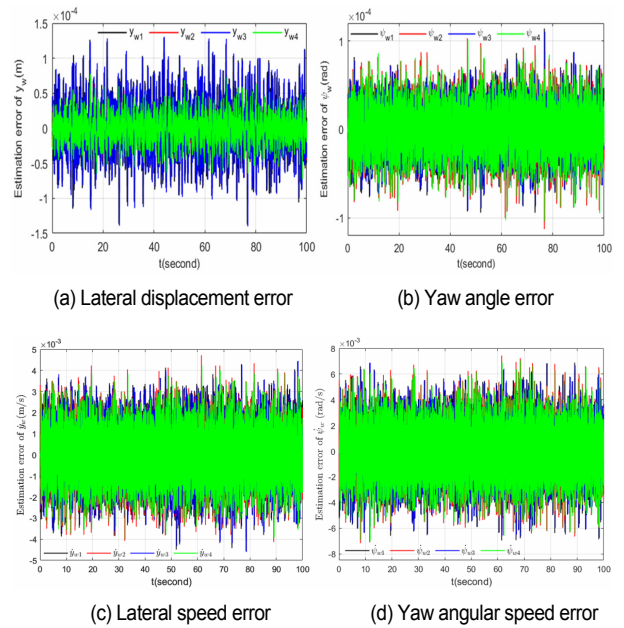 ×10⁻⁴
1.5
1
0.5
0
-0.5
-1
-1.5
Estimation error of y_w(m)
y_w1 y_w2 y_w3 y_w4
0 20 40 60 80 100
t(second)
(a) Lateral displacement error
×10⁻⁴
1
0
-1
Estimation error of ψ_w(rad)
ψ_w1 ψ_w2 ψ_w3 ψ_w4
0 20 40 60 80 100
t(second)
(b) Yaw angle error
×10⁻³
5
4
3
2
1
0
-1
-2
-3
-4
-5
Estimation error of ẏ_w(m/s)
ẏ_w1 ẏ_w2 ẏ_w3 ẏ_w4
0 10 20 30 40 50 60 70 80 90 100
t(second)
(c) Lateral speed error
×10⁻³
8
6
4
2
0
-2
-4
-6
-8
Estimation error of ψ̇_w(rad/s)
ψ̇_w1 ψ̇_w2 ψ̇_w3 ψ̇_w4
0 10 20 30 40 50 60 70 80 90 100
t(second)
(d) Yaw angular speed error